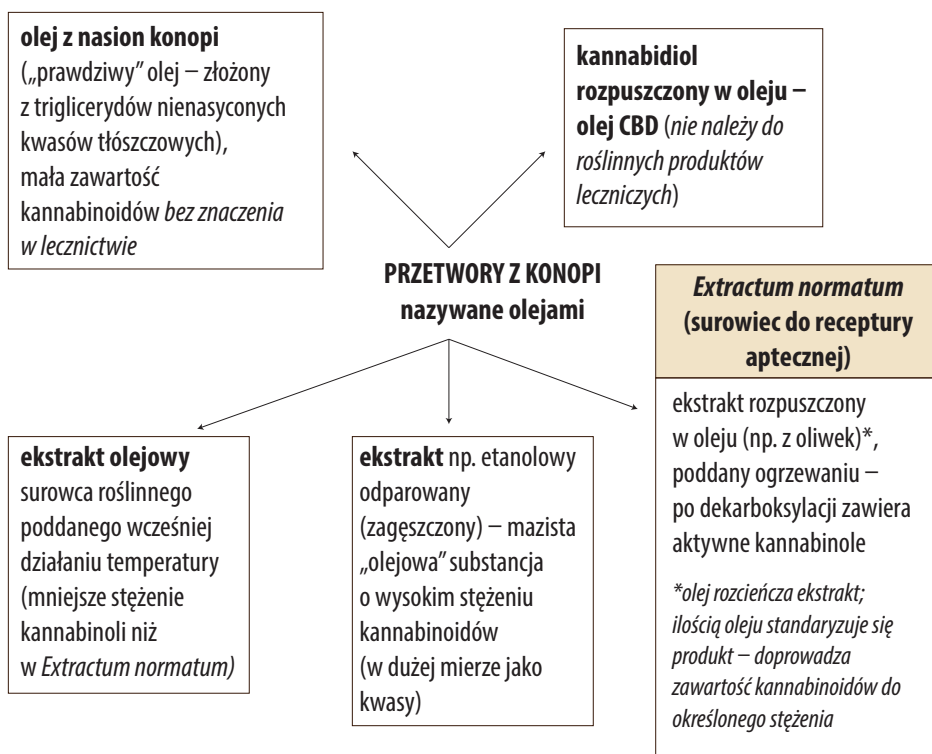 olej z nasion konopi
(„prawdziwy” olej – złożony
z triglicerydów nienasyconych
kwasów tłószczowych),
mała zawartość
kannabinoidów bez znaczenia
w lecznictwie
kannabidiol
rozpuszczony w oleju –
olej CBD (nie należy do
roślinnych produktów
leczniczych)
PRZETWORY Z KONOPI
nazywane olejami
Extractum normatum
(surowiec do receptury
aptecznej)
ekstrakt rozpuszczony
w oleju (np. z oliwek)*,
poddany ogrzewaniu –
po dekarboksylacji zawiera
aktywne kannabinole
*olej rozcieńcza ekstrakt;
ilością oleju standaryzuje się
produkt – doprowadza
zawartość kannabinoidów do
określonego stężenia
ekstrakt olejowy
surowca roślinnego
poddanego wcześniej
działaniu temperatury
(mniejsze stężenie
kannabinoli niż
w Extractum normatum)
ekstrakt np. etanolowy
odparowany
(zagęszczony) – mazista
„olejowa” substancja
o wysokim stężeniu
kannabinoidów
(w dużej mierze jako
kwasy)